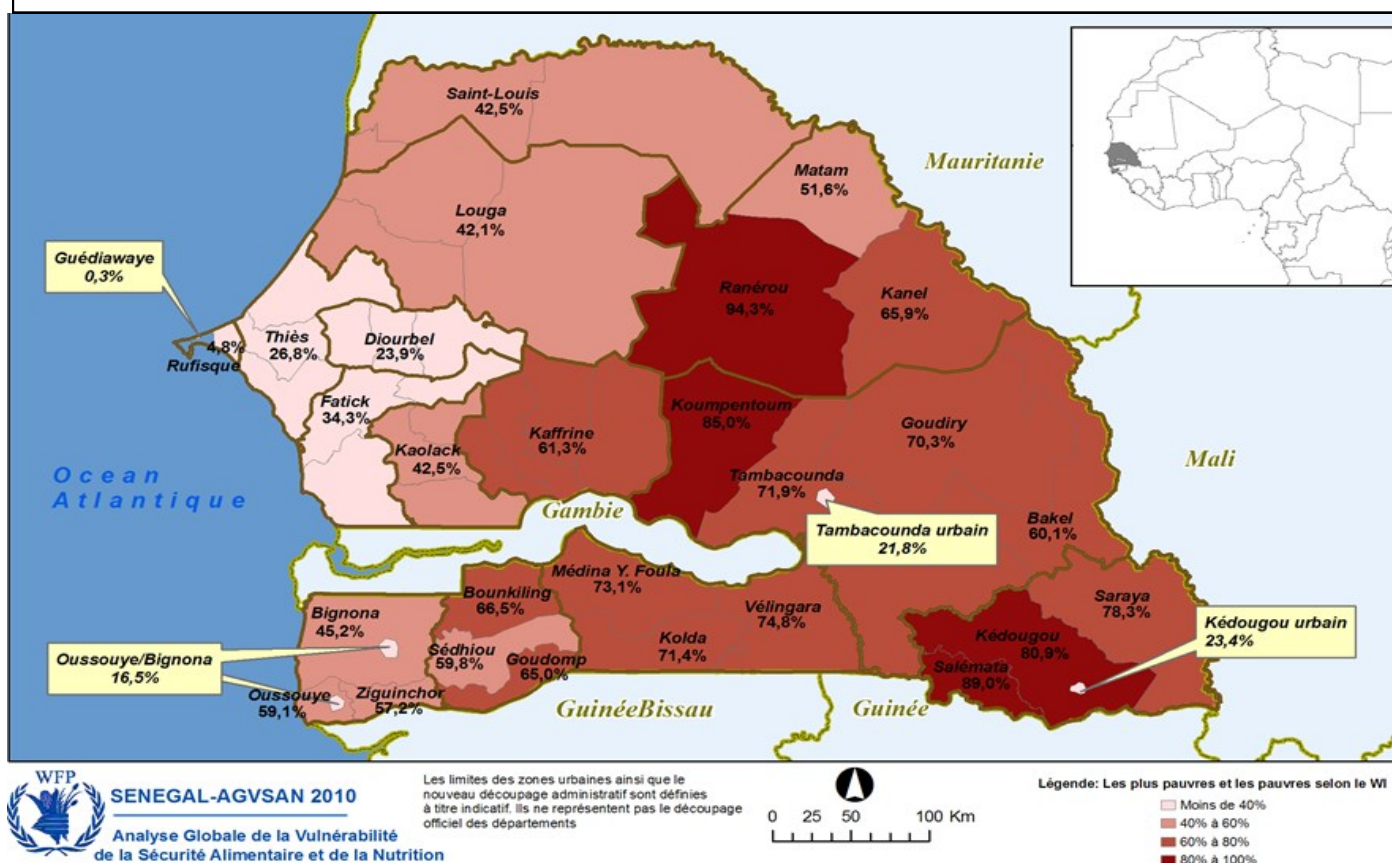 Saint-Louis
42,5%
Mauritanie
Matam
51,6%
Louga
42,1%
Guédiawaye
0,3%
Ranérou
94,3%
Kanel
65,9%
4,8%
Rufisque
Thiès
26,8%
Diourbel
23,9%
Fatick
34,3%
Koumpentoum
85,0%
Kaffrine
61,3%
Goudiry
70,3%
Kaolack
42,5%
Mali
Ocean
Atlantique
Tambacounda
71,9%
Gambie
Tambacounda urbain
21,8%
Bakel
60,1%
Médina Y. Foula
73,1%
Bounkiling
66,5%
Vélingara
74,8%
Saraya
78,3%
Bignona
45,2%
Kédougou urbain
23,4%
Kédougou
80,9%
Kolda
71,4%
Sédhiou
59,8%
Goudomp
65,0%
Oussouye/Bignona
16,5%
Salémata
89,0%
Oussouye
59,1%
Ziguinchor
57,2%
GuinéeBissau
Guinée
WFP
SENEGAL-AGVSAN 2010
Analyse Globale de la Vulnérabilité
de la Sécurité Alimentaire et de la Nutrition
Les limites des zones urbaines ainsi que le
nouveau découpage administratif sont définies
à titre indicatif. Ils ne représentent pas le découpage
officiel des départements
0 25 50 100 Km
Légende: Les plus pauvres et les pauvres selon le WI
Moins de 40%
40% à 60%
60% à 80%
80% à 100%